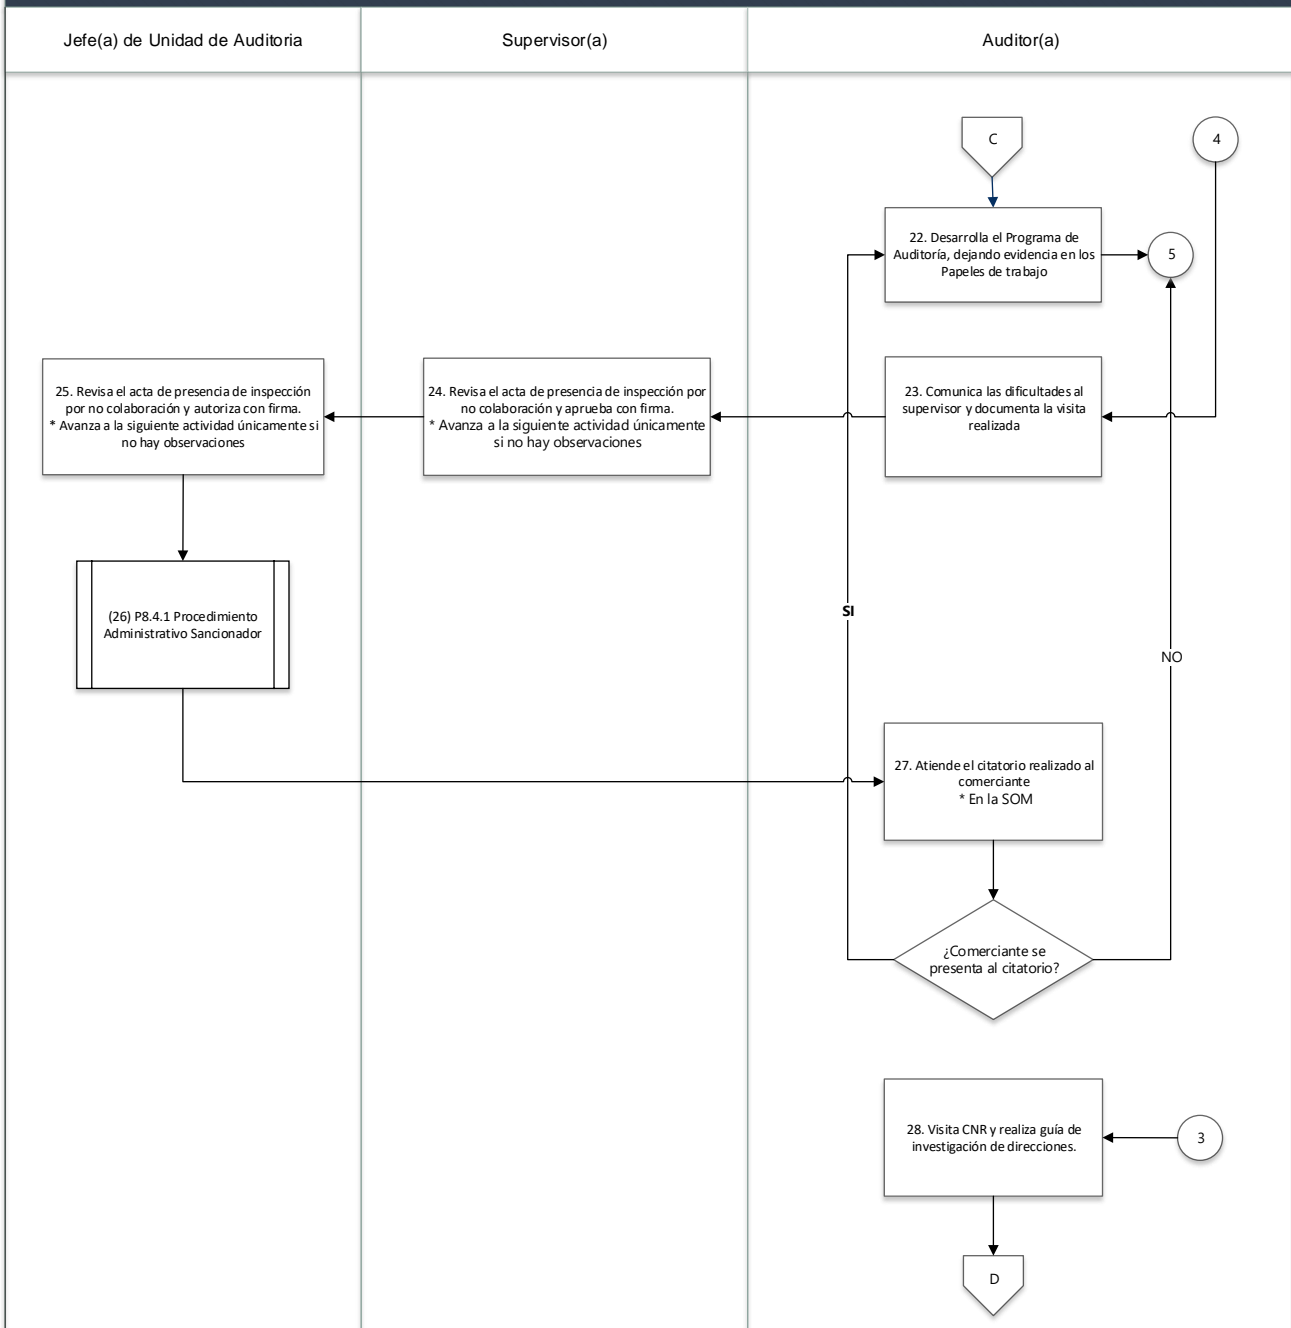 Jefe(a) de Unidad de Auditoria
Supervisor(a)
Auditor(a)
C
4
22. Desarrolla el Programa de
Auditoría, dejando evidencia en los
Papeles de trabajo
5
25. Revisa el acta de presencia de inspección
por no colaboración y autoriza con firma.
* Avanza a la siguiente actividad únicamente si
no hay observaciones
24. Revisa el acta de presencia de inspección por
no colaboración y aprueba con firma.
* Avanza a la siguiente actividad únicamente
si no hay observaciones
23. Comunica las dificultades al
supervisor y documenta la visita
realizada
(26) P8.4.1 Procedimiento
Administrativo Sancionador
SI
NO
27. Atiende el citatorio realizado al
comerciante
* En la SOM
¿Comerciante se
presenta al citatorio?
28. Visita CNR y realiza guía de
investigación de direcciones.
3
D